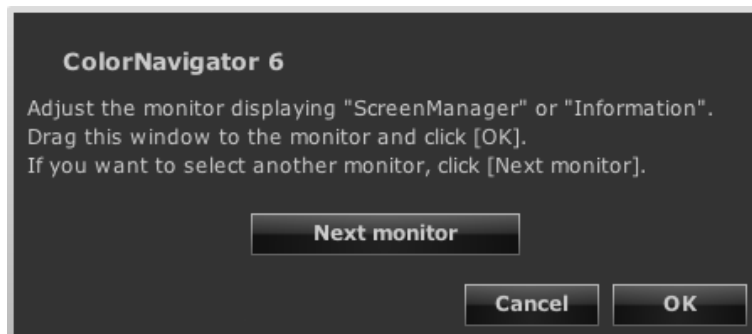 ColorNavigator 6
Adjust the monitor displaying "ScreenManager" or "Information".
Drag this window to the monitor and click [OK].
If you want to select another monitor, click [Next monitor].
Next monitor
Cancel OK